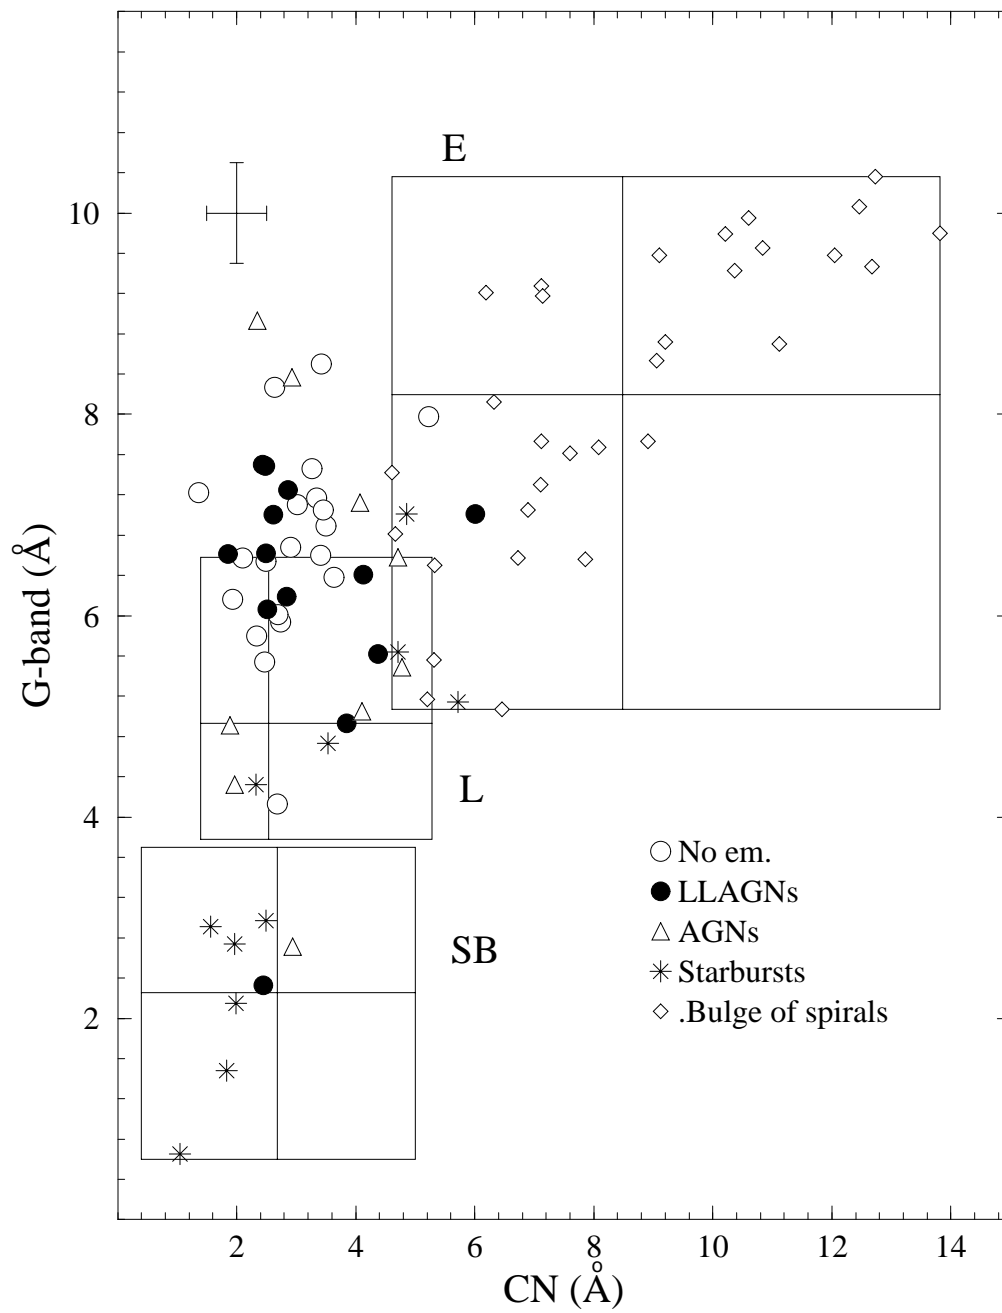 E
10
8
6
4
2
G-band (Å)
L
SB
No em.
LLAGNs
AGNs
Starbursts
.Bulge of spirals
2 4 6 8 10 12 14
CN (Å)